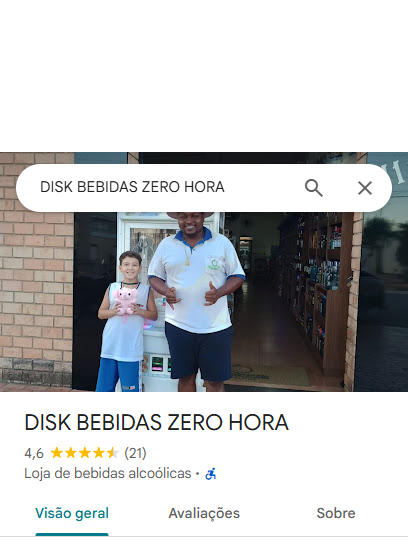 DISK BEBIDAS ZERO HORA
DISK BEBIDAS ZERO HORA
4,6 (21)
Loja de bebidas alcoólicas •
Visão geral
Avaliações
Sobre